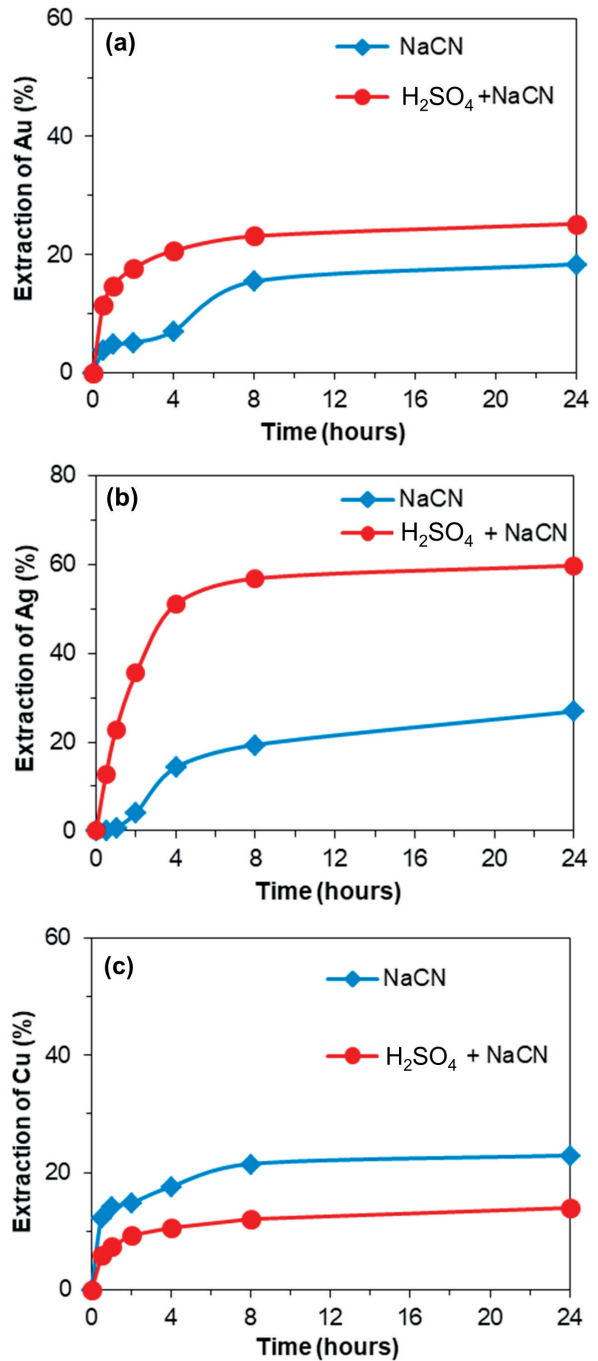 (a)
NaCN
H₂SO₄ +NaCN
Extraction of Au (%)
60
40
20
0
0 4 8 12 16 20 24
Time (hours)
(b)
NaCN
H₂SO₄ + NaCN
Extraction of Ag (%)
80
60
40
20
0
0 4 8 12 16 20 24
Time (hours)
(c)
NaCN
H₂SO₄ + NaCN
Extraction of Cu (%)
60
40
20
0
0 4 8 12 16 20 24
Time (hours)